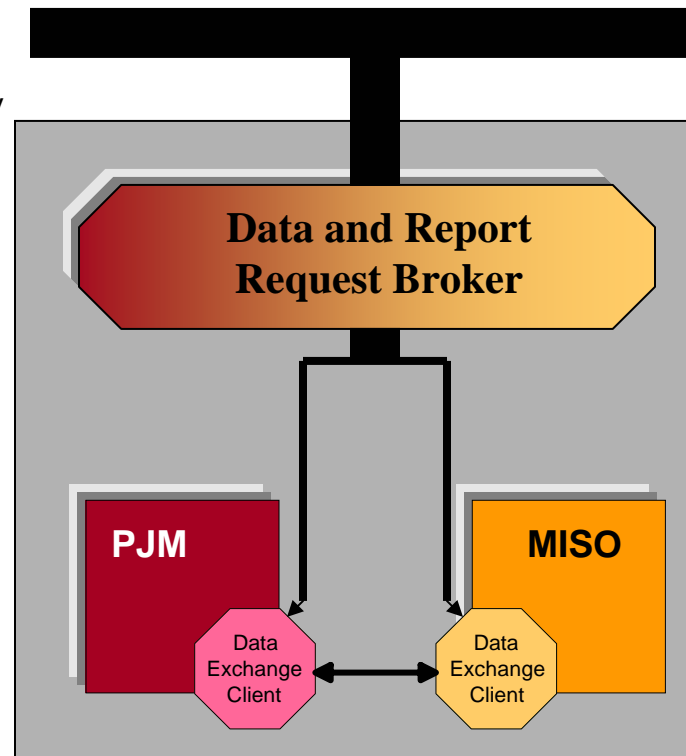 Data and Report
Request Broker
PJM
MISO
Data
Exchange
Client
Data
Exchange
Client